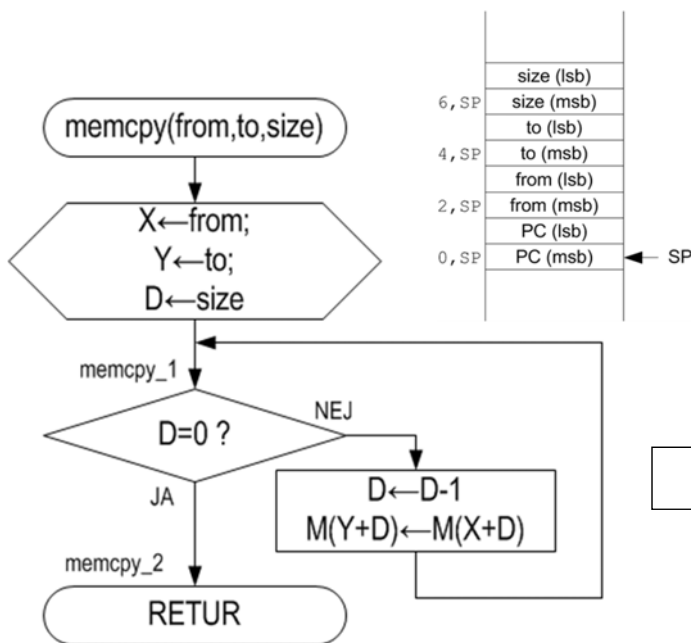 memcpy(from,to,size)
X←from;
Y←to;
D←size
memcpy_1
D=0 ?
NEJ
JA
D←D-1
M(Y+D)←M(X+D)
memcpy_2
RETUR
size (lsb)
6,SP size (msb)
to (lsb)
4,SP to (msb)
from (lsb)
2,SP from (msb)
PC (lsb)
0,SP PC (msb) SP